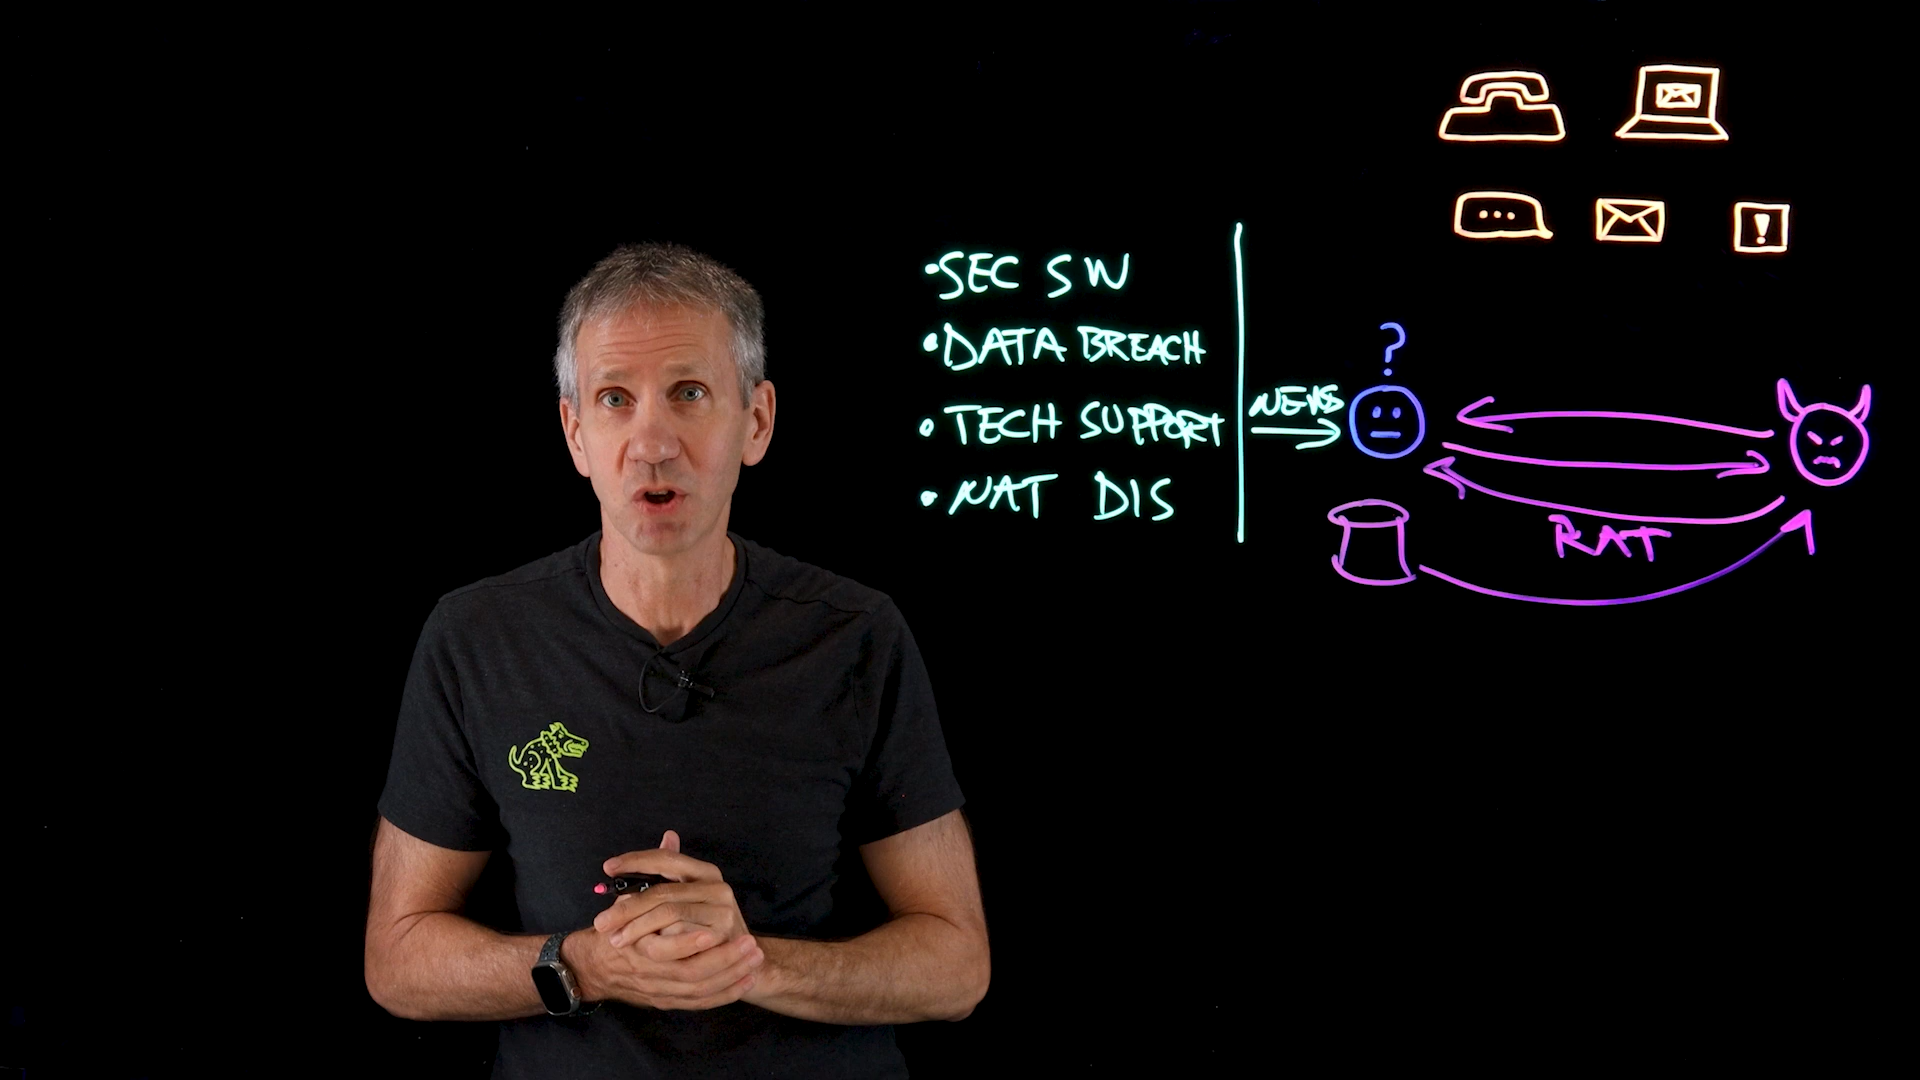 • SEC SW
• DATA BREACH
• TECH SUPPORT
• NAT DIS
NEWS
?
!
RAT